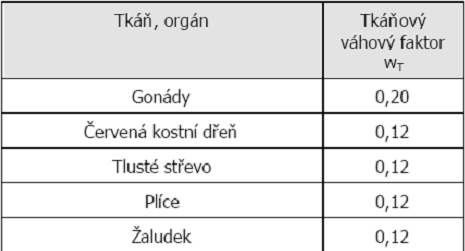 Tkáň, orgán Tkáňový
váhový faktor
wT
Gonády 0,20
Červená kostní dřeň 0,12
Tlusté střevo 0,12
Plíce 0,12
Žaludek 0,12